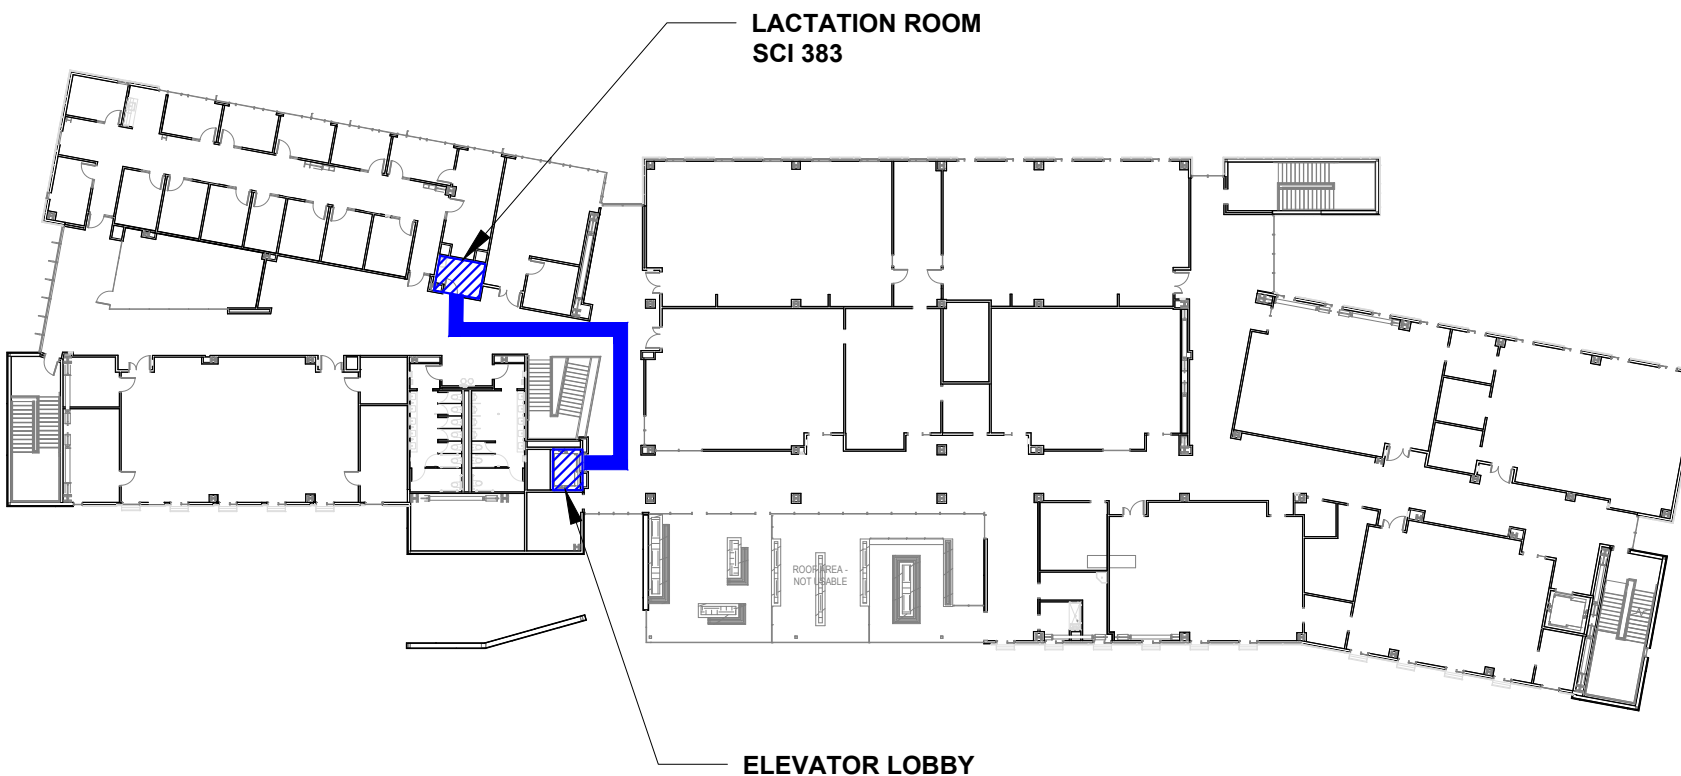 LACTATION ROOM
SCI 383
ROOF AREA -
NOT USABLE
ELEVATOR LOBBY